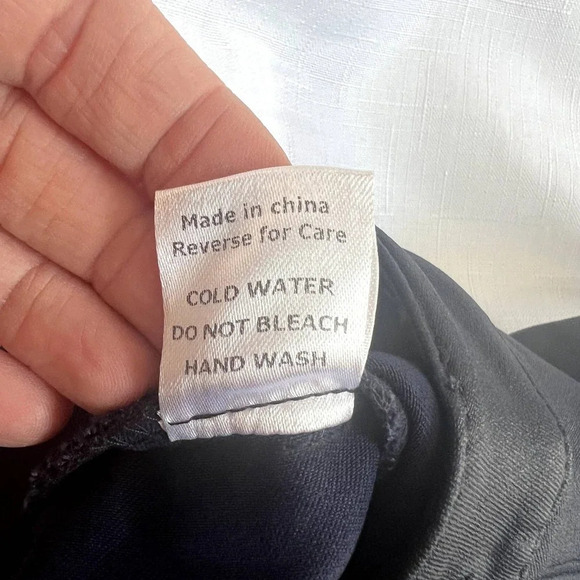 Made in china
Reverse for Care
COLD WATER
DO NOT BLEACH
HAND WASH